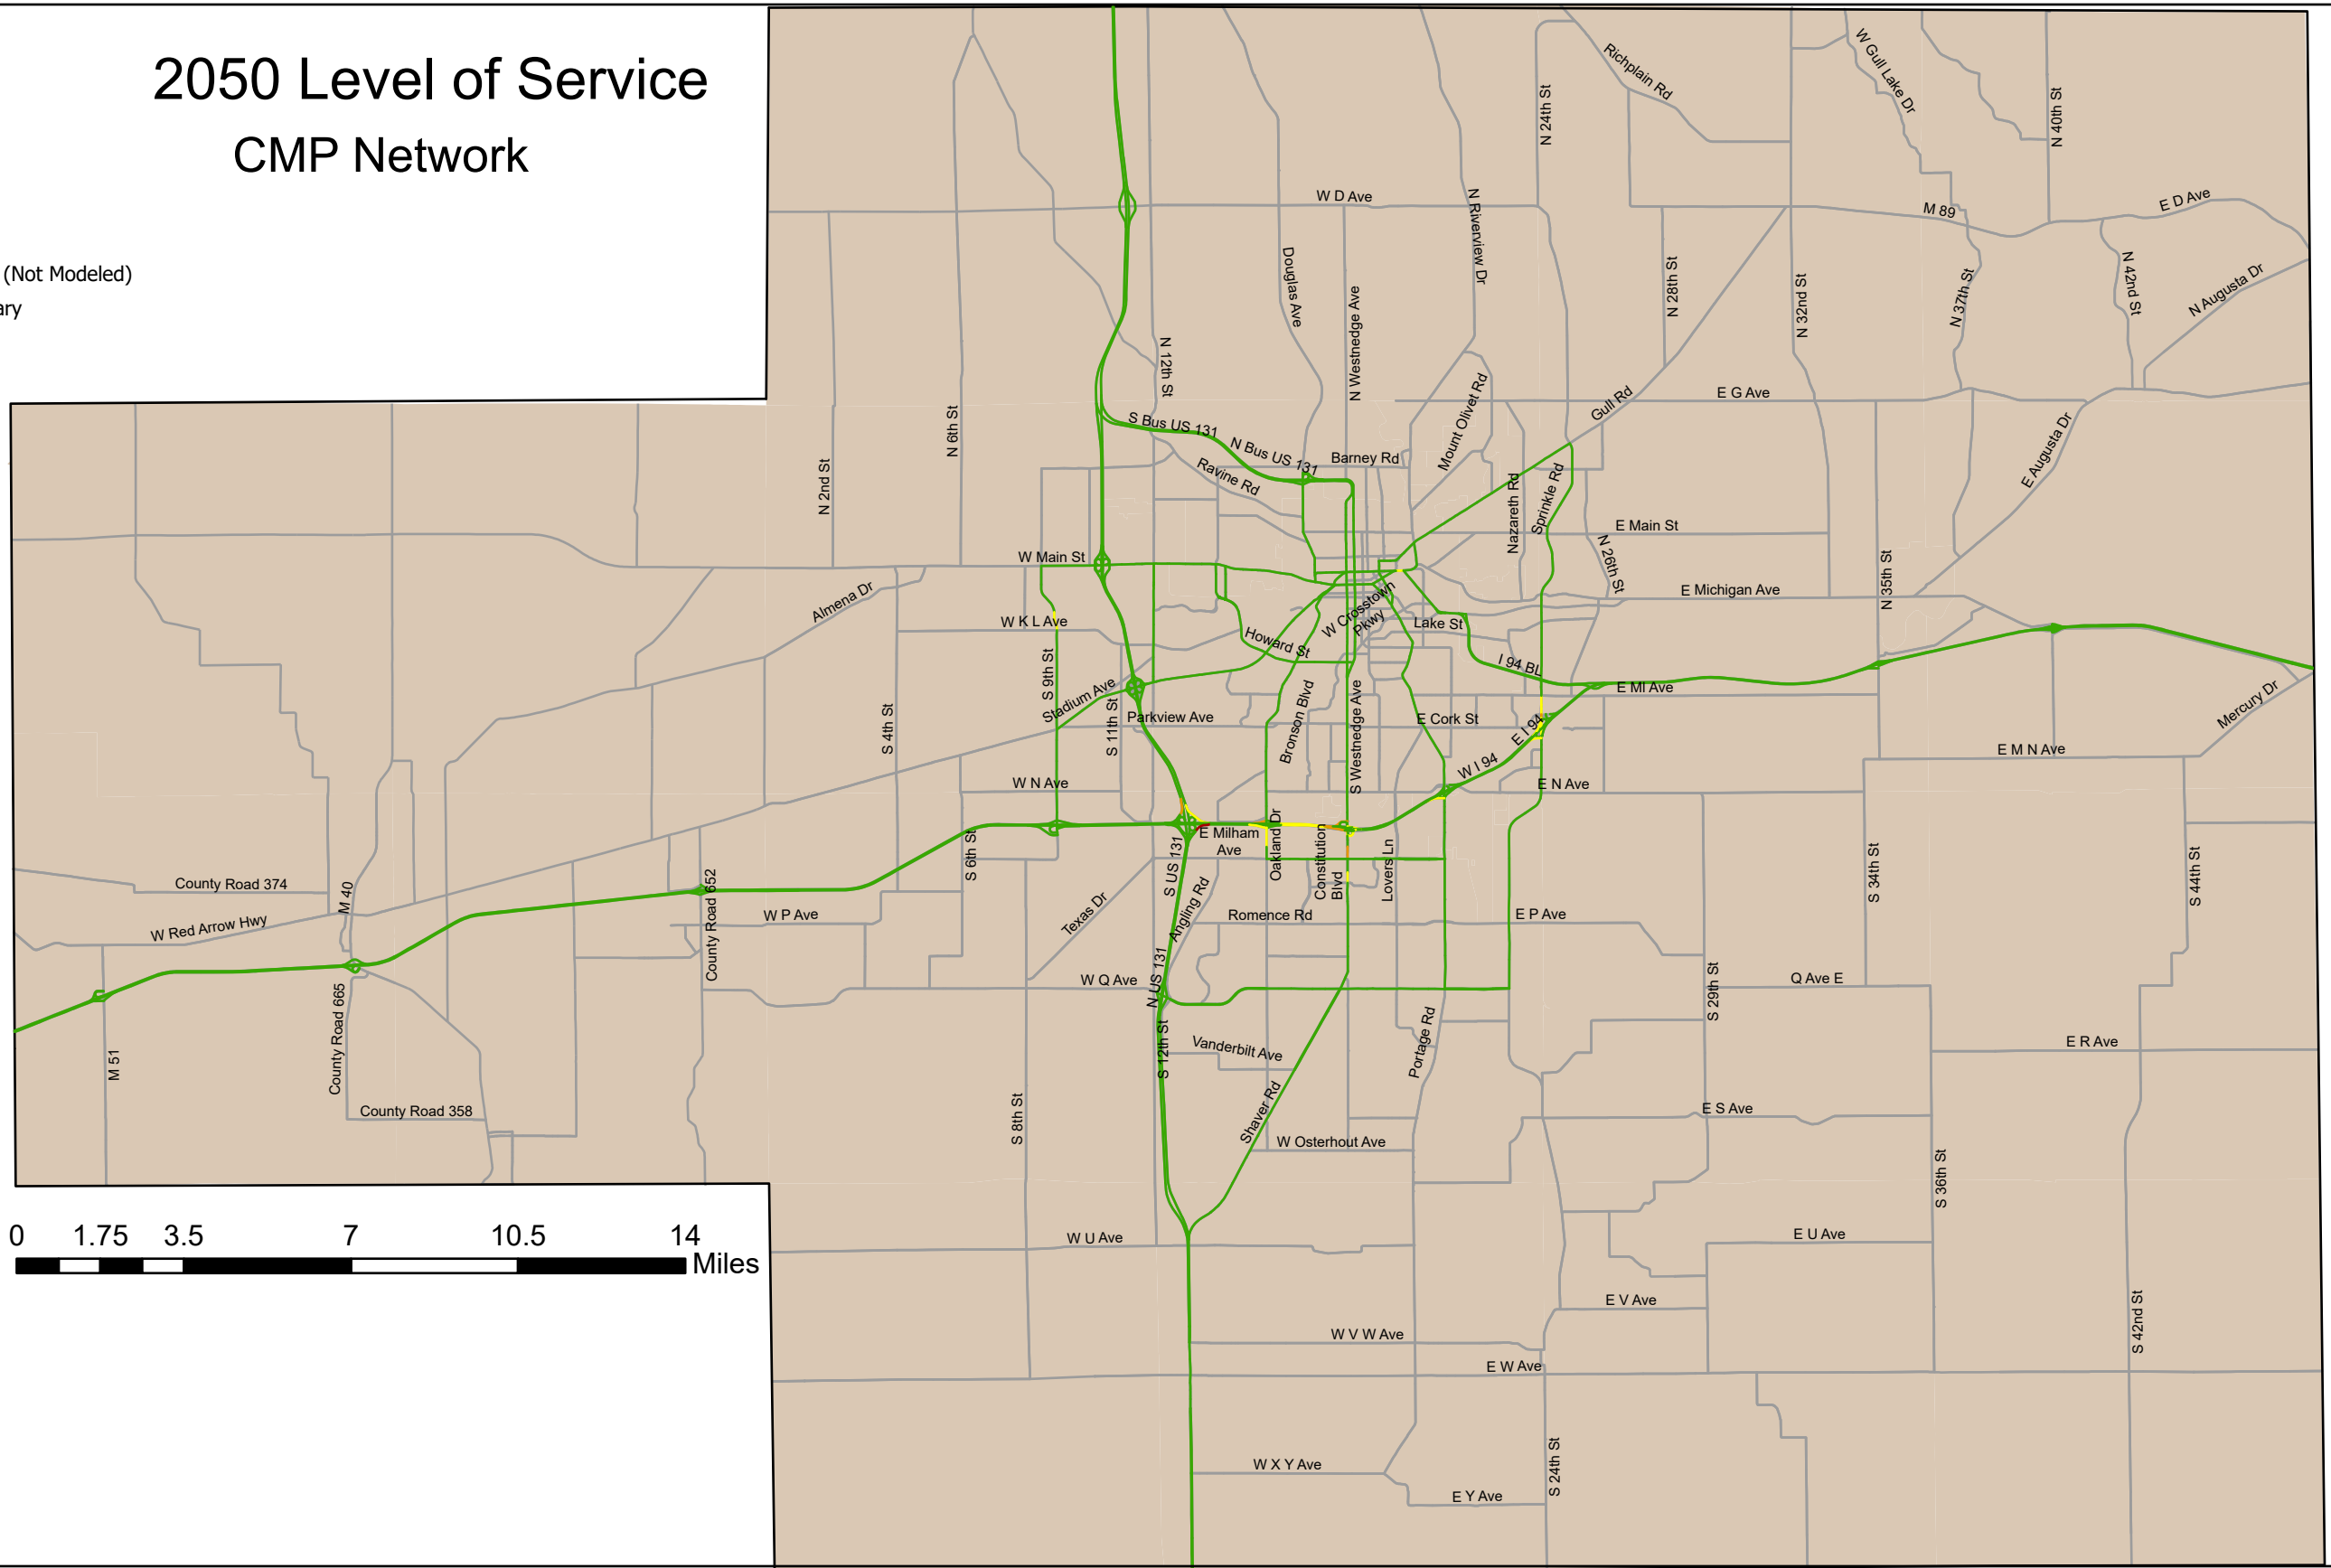 2050 Level of Service
CMP Network
(Not Modeled)
ary
0 1.75 3.5 7 10.5 14
Miles
Richplain Rd
W Gull Lake Dr
N 24th St
N 40th St
W D Ave
N Riverview Dr
M 89
E D Ave
Douglas Ave
N Westnedge Ave
N 28th St
N 32nd St
N 37th St
N 42nd St
N Augusta Dr
N 12th St
N 6th St
N 2nd St
Mount Olivet Rd
Gull Rd
E G Ave
S Bus US 131
N Bus US 131
Barney Rd
Ravine Rd
Nazareth Rd
Sprinkle Rd
E Main St
E Augusta Dr
W Main St
Almena Dr
N 26th St
N 35th St
E Michigan Ave
W K L Ave
W Crosstown
Pkwy
Lake St
Howard St
I 94 BL
E MI Ave
S 9th St
Stadium Ave
S 11th St
Parkview Ave
S 4th St
Bronson Blvd
S Westnedge Ave
E Cork St
E I 94
W I 94
Mercury Dr
E M N Ave
W N Ave
E N Ave
S 6th St
E Milham
Ave
Oakland Dr
Constitution
Blvd
Lovers Ln
S US 131
S 34th St
S 44th St
County Road 374
M 40
County Road 652
W Red Arrow Hwy
W P Ave
Texas Dr
Angling Rd
Romence Rd
E P Ave
W Q Ave
N US 131
S 29th St
Q Ave E
County Road 665
M 51
S 12th St
Vanderbilt Ave
Portage Rd
E R Ave
County Road 358
S 8th St
Shaver Rd
W Osterhout Ave
E S Ave
S 36th St
W U Ave
E U Ave
E V Ave
W V W Ave
E W Ave
S 42nd St
W X Y Ave
E Y Ave
S 24th St